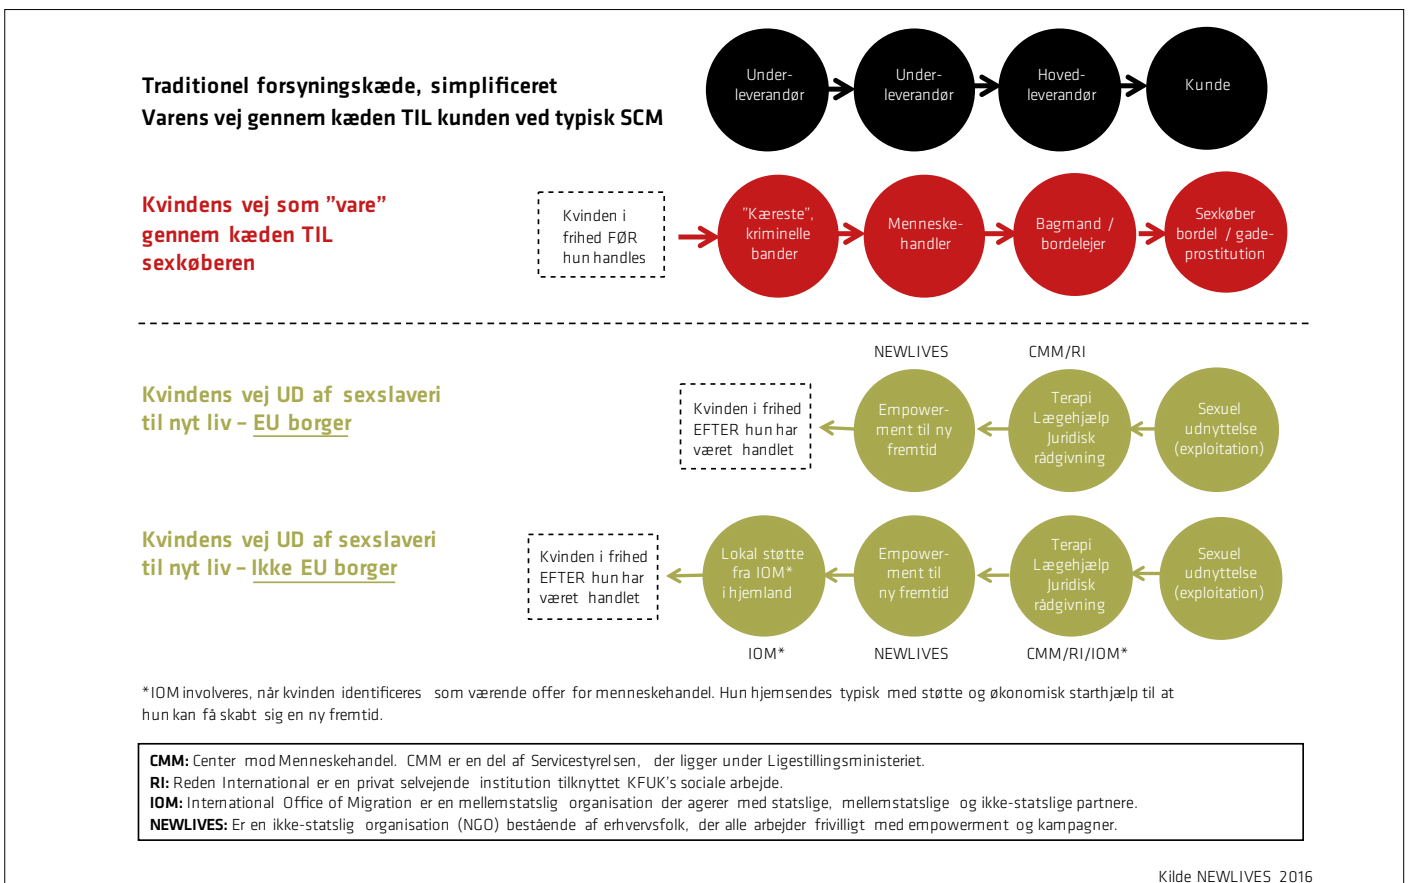 Traditionel forsyningskæde, simplificeret
Varens vej gennem kæden TIL kunden ved typisk SCM
Under-
leverandør
Under-
leverandør
Hoved-
leverandør
Kunde
Kvindens vej som ”vare”
gennem kæden TIL
sexkøberen
Kvinden i
frihed FØR
hun handles
”Kæreste”,
kriminelle
bander
Menneske-
handler
Bagmand /
bordelejer
Sexkøber
bordel / gade-
prostitution
NEWLIVES
CMM/RI
Kvindens vej UD af sexslaveri
til nyt liv – EU borger
Kvinden i frihed
EFTER hun har
været handlet
Empower-
ment til ny
fremtid
Terapi
Lægehjælp
Juridisk
rådgivning
Sexuel
udnyttelse
(exploitation)
Kvindens vej UD af sexslaveri
til nyt liv – Ikke EU borger
Kvinden i frihed
EFTER hun har
været handlet
Lokal støtte
fra IOM*
i hjemland
Empower-
ment til
ny fremtid
Terapi
Lægehjælp
Juridisk
rådgivning
Sexuel
udnyttelse
(exploitation)
IOM*
NEWLIVES
CMM/RI/IOM*
*IOM involveres, når kvinden identificeres som værende offer for menneskehandel. Hun hjemsendes typisk med støtte og økonomisk starthjælp til at
hun kan få skabt sig en ny fremtid.
CMM: Center mod Menneskehandel. CMM er en del af Servicestyrelsen, der ligger under Ligestillingsministeriet.
RI: Reden International er en privat selvejende institution tilknyttet KFUK’s sociale arbejde.
IOM: International Office of Migration er en mellemstatslig organisation der agerer med statslige, mellemstatslige og ikke-statslige partnere.
NEWLIVES: Er en ikke-statslig organisation (NGO) bestående af erhvervsfolk, der alle arbejder frivilligt med empowerment og kampagner.
Kilde NEWLIVES 2016